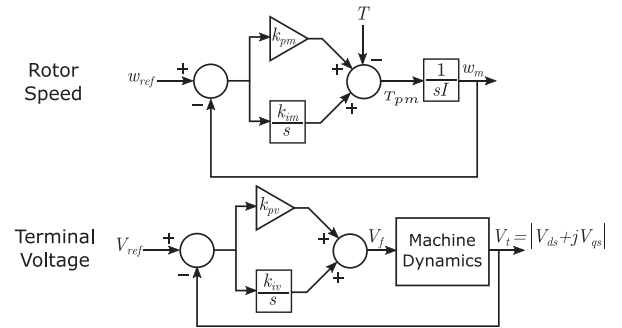 Rotor
Speed
w_ref
+
−
k_pm
k_im
s
T
+
−
+
T_pm
1
sI
w_m
Terminal
Voltage
V_ref
+
−
k_pv
k_iv
s
+
+
V_f
Machine
Dynamics
V_t=|V_ds+jV_qs|